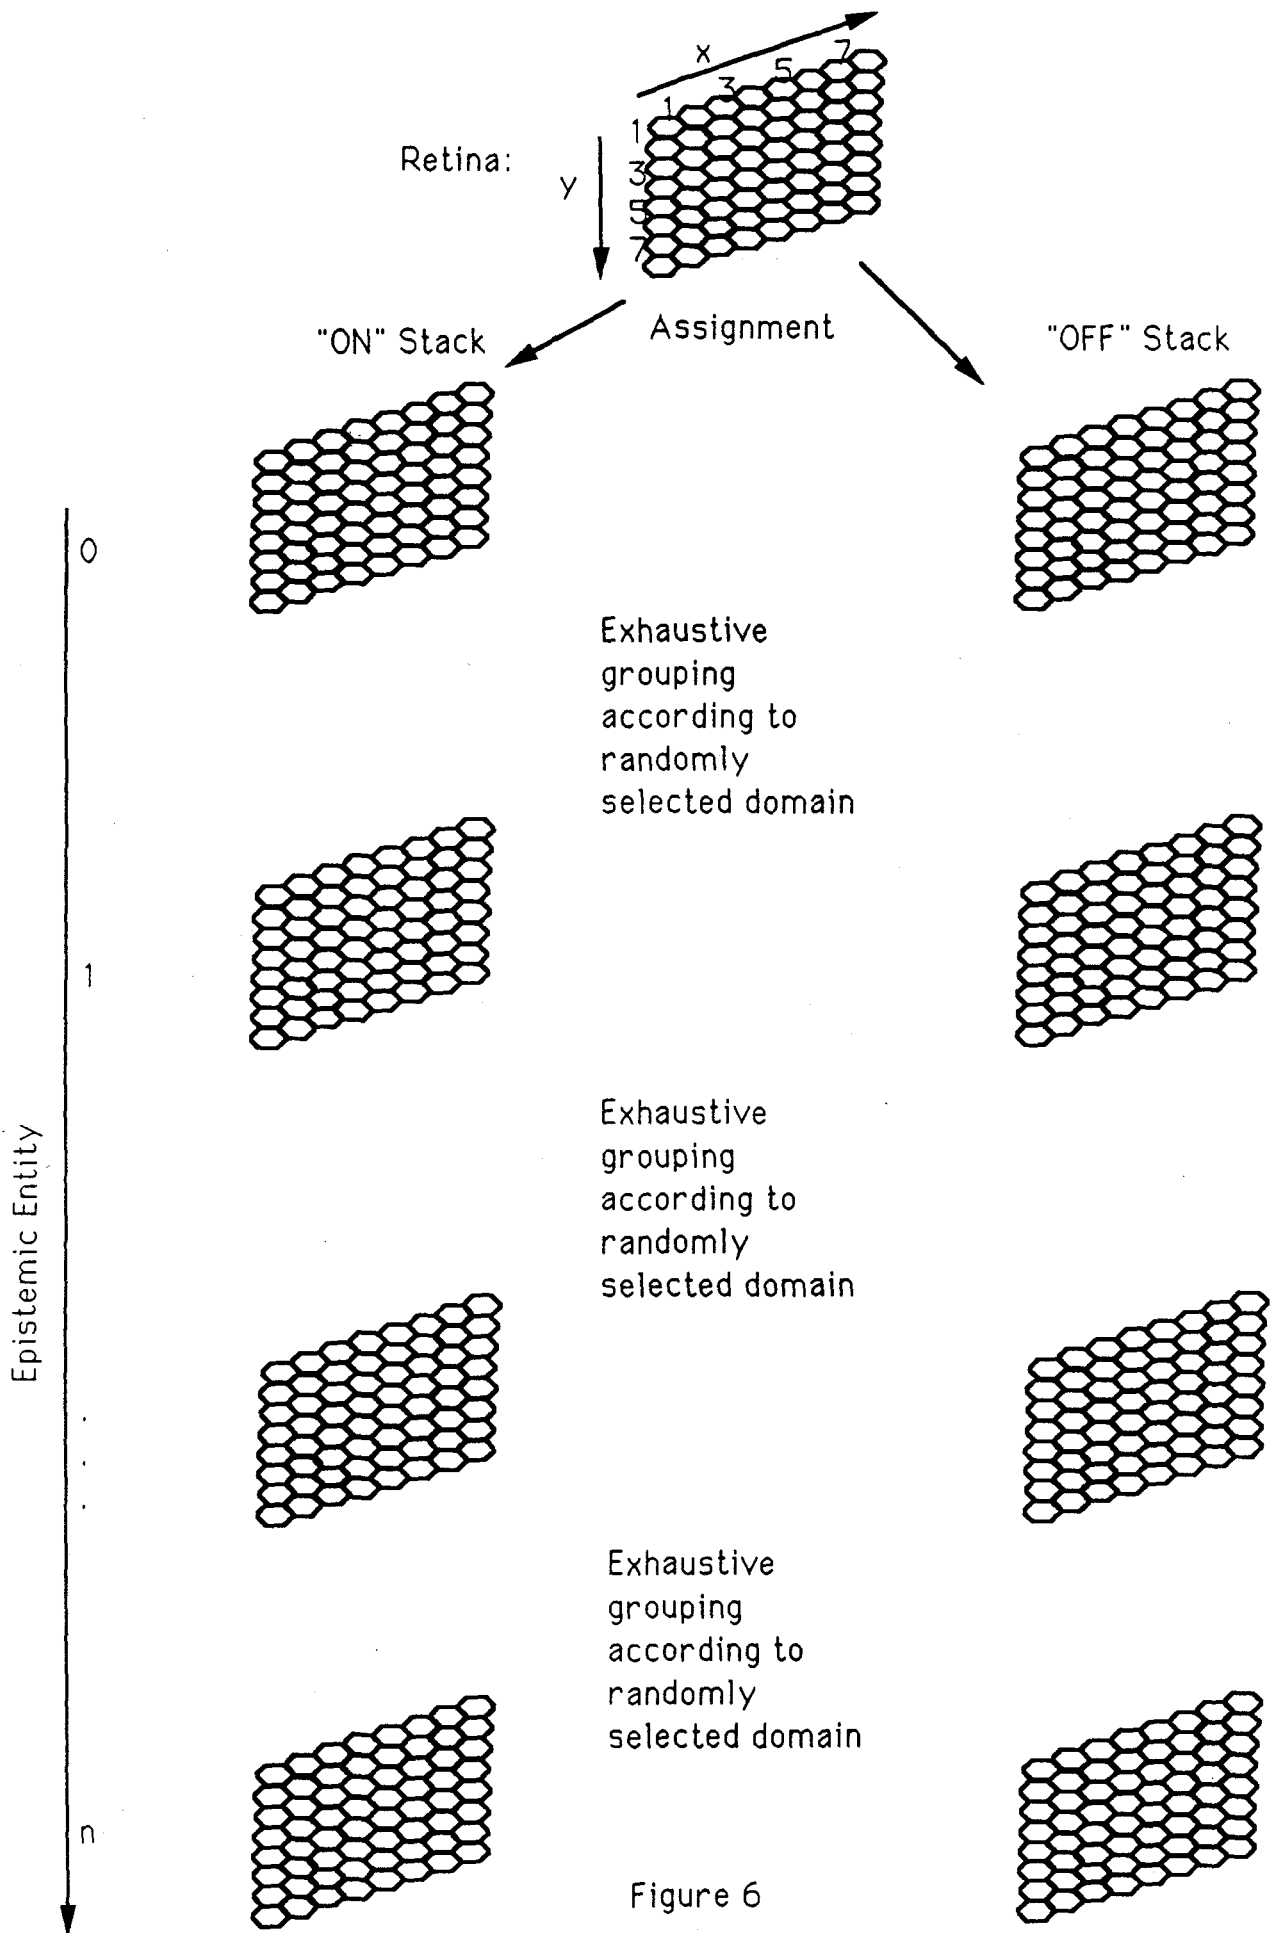 x
1 3 5 7
Retina:
y
1
3
5
7
"ON" Stack
Assignment
"OFF" Stack
0
Exhaustive
grouping
according to
randomly
selected domain
1
Exhaustive
grouping
according to
randomly
selected domain
Epistemic Entity
.
.
.
Exhaustive
grouping
according to
randomly
selected domain
n
Figure 6